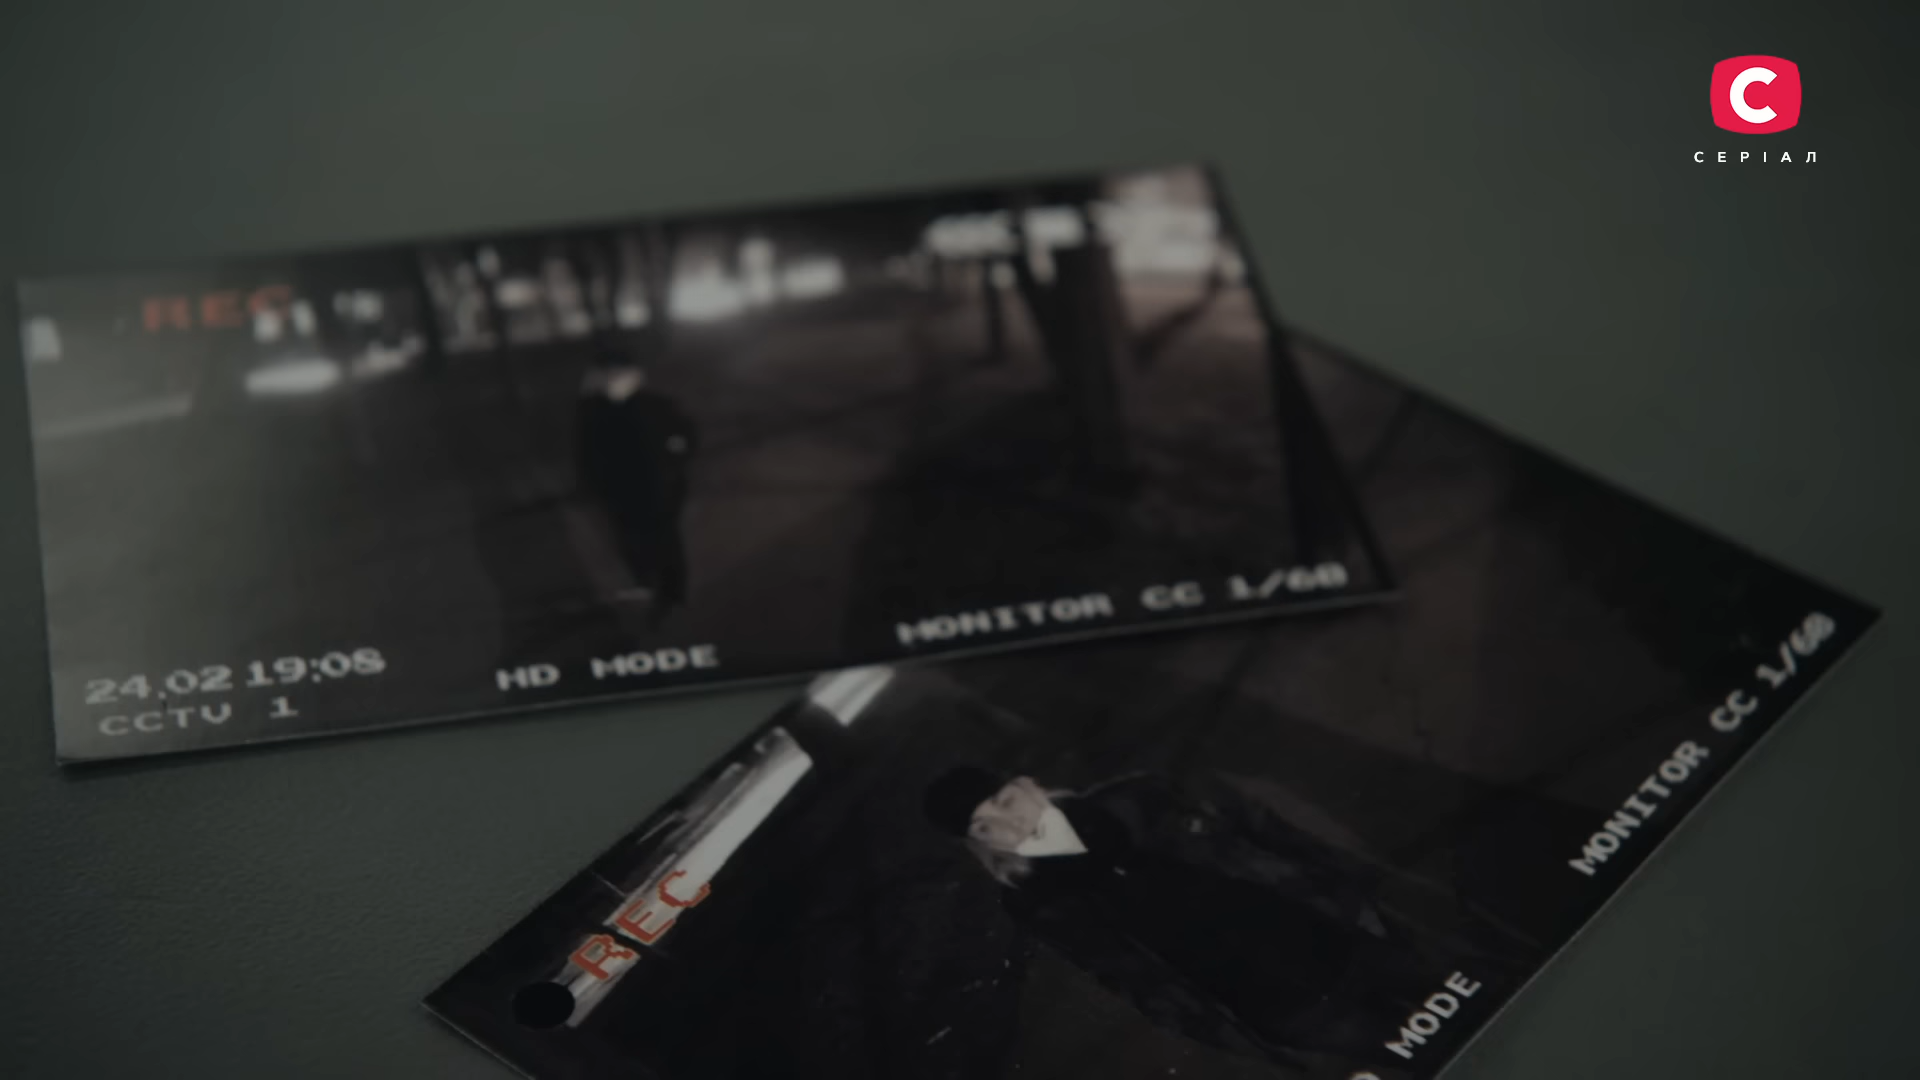 С
СЕРІАЛ
REC
24.02 19:08
CCTV 1
HD MODE
MONITOR CC 1/60
REC
MODE
MONITOR CC 1/60